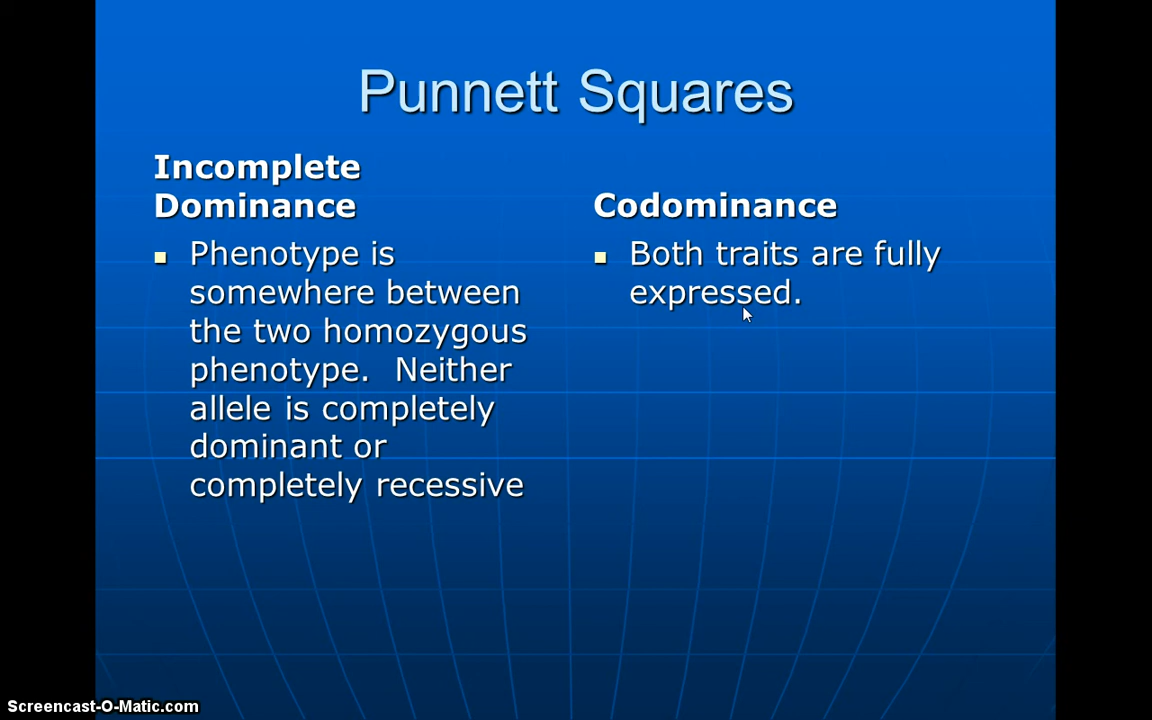 Punnett Squares
Incomplete
Dominance
Phenotype is
somewhere between
the two homozygous
phenotype.  Neither
allele is completely
dominant or
completely recessive
Codominance
Both traits are fully
expressed.
Screencast-O-Matic.com